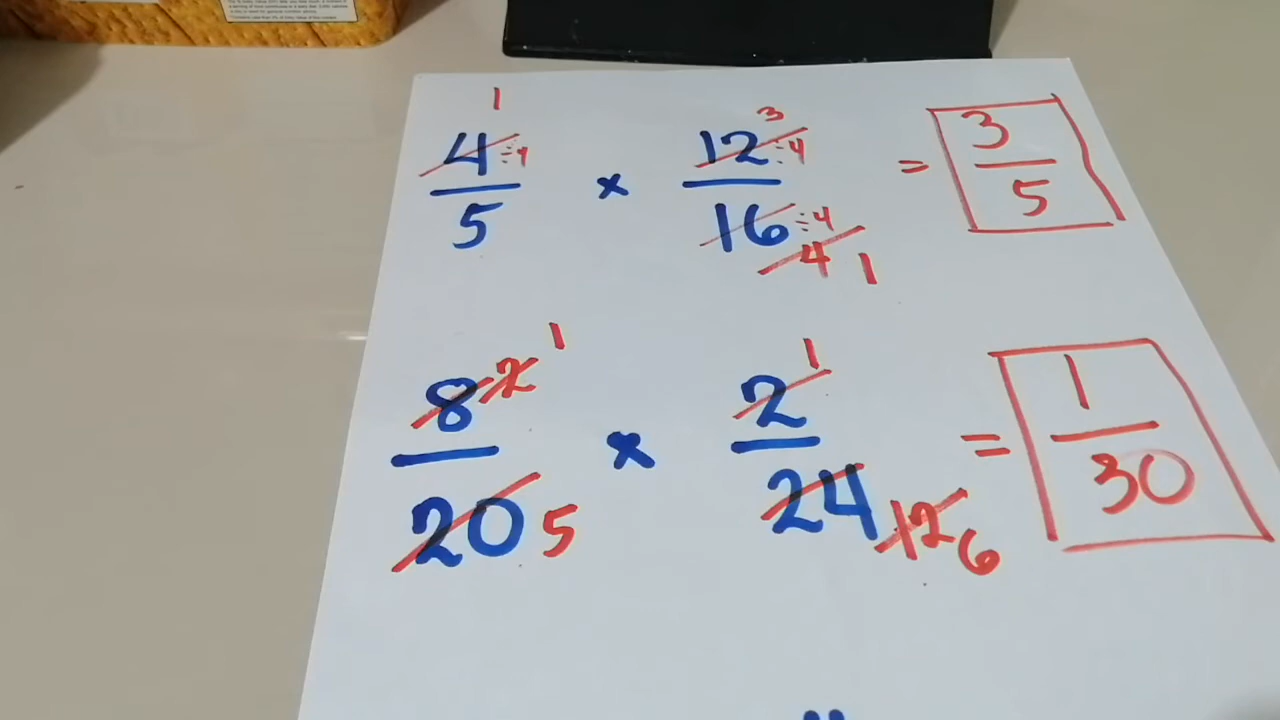 1 3
4 ÷4 12 ÷4 3
— × — = —
5 16 ÷4 5
4 1
1 1
8 2 2 1
— × — = —
20 5 24 12 6 30